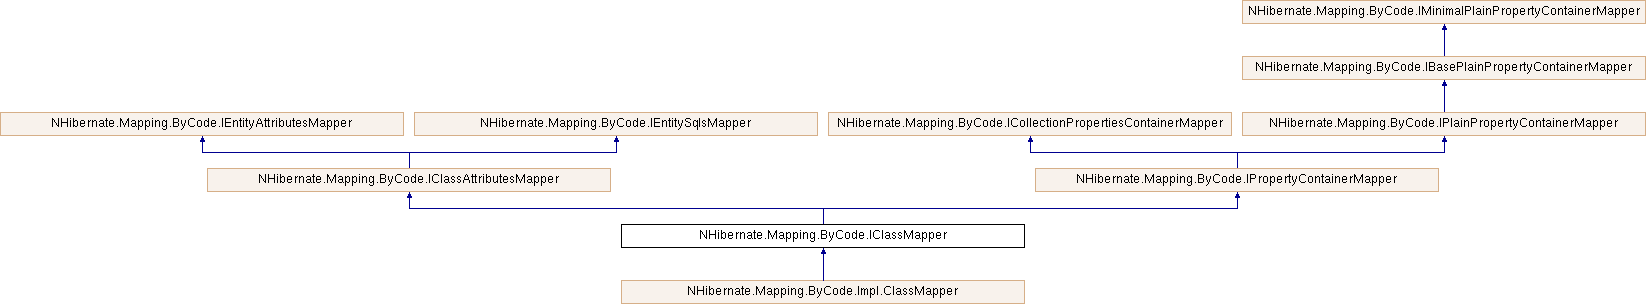 NHibernate.Mapping.ByCode.IMinimalPlainPropertyContainerMapper
NHibernate.Mapping.ByCode.IBasePlainPropertyContainerMapper
NHibernate.Mapping.ByCode.IEntityAttributesMapper
NHibernate.Mapping.ByCode.IEntitySqlsMapper
NHibernate.Mapping.ByCode.ICollectionPropertiesContainerMapper
NHibernate.Mapping.ByCode.IPlainPropertyContainerMapper
NHibernate.Mapping.ByCode.IClassAttributesMapper
NHibernate.Mapping.ByCode.IPropertyContainerMapper
NHibernate.Mapping.ByCode.IClassMapper
NHibernate.Mapping.ByCode.Impl.ClassMapper